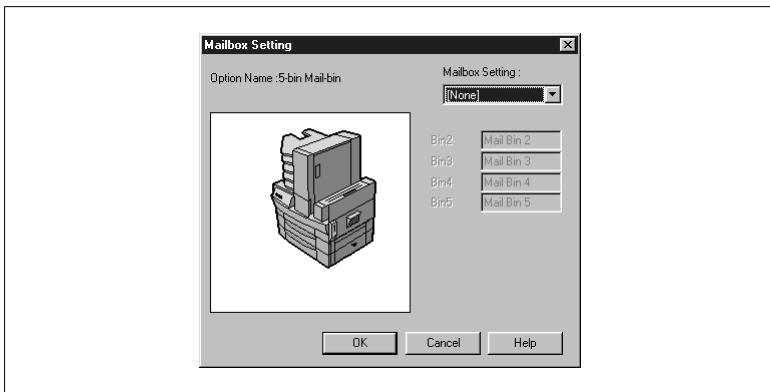 Mailbox Setting
Option Name :5-bin Mail-bin
Mailbox Setting :
[None]
Bin2 Mail Bin 2
Bin3 Mail Bin 3
Bin4 Mail Bin 4
Bin5 Mail Bin 5
OK Cancel Help